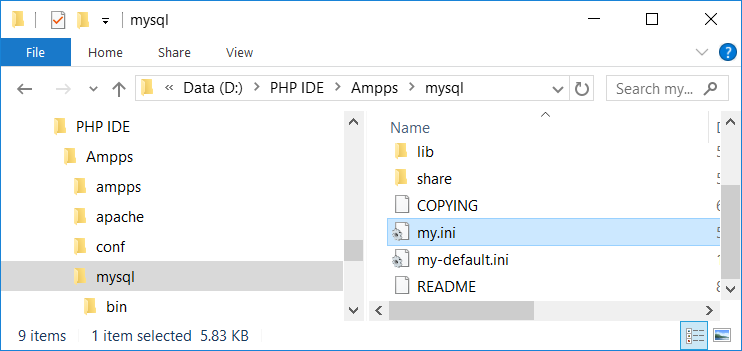 mysql
File Home Share View
« Data (D:) PHP IDE Ampps mysql Search my...
PHP IDE
Ampps
ampps
apache
conf
mysql
bin
Name
lib
share
COPYING
my.ini
my-default.ini
README
9 items 1 item selected 5.83 KB